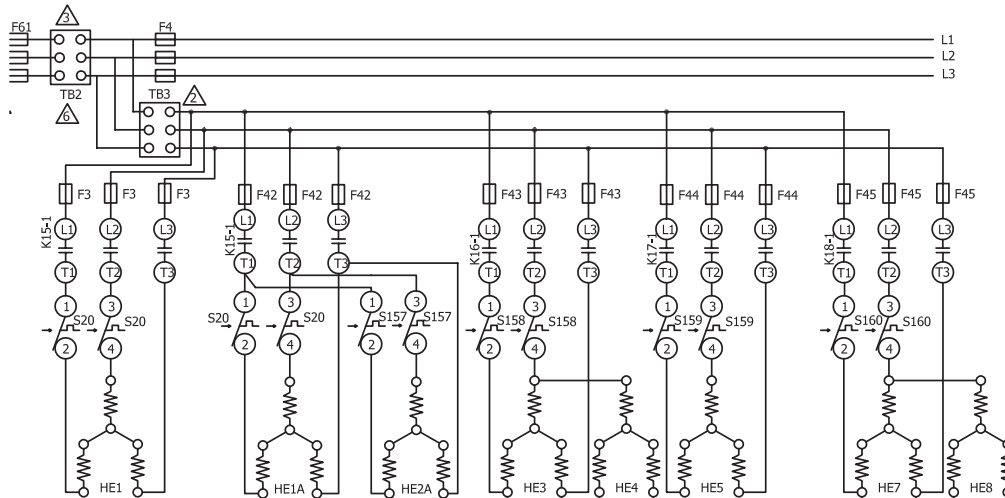 F61 3 F4 L1
L2
L3
TB2 TB3 2
6
F3 F3 F3 F42 F42 F42 F43 F43 F43 F44 F44 F44 F45 F45 F45
K15-1 L1 L2 L3 K15-1 L1 L2 L3 K16-1 L1 L2 L3 K17-1 L1 L2 L3 K18-1 L1 L2 L3
T1 T2 T3 T1 T2 T3 T1 T2 T3 T1 T2 T3 T1 T2 T3
1 3 1 3 1 3 1 3 1 3 1 3
S20 S20 S20 S20 S157 S157 S158 S158 S159 S159 S160 S160
2 4 2 4 2 4 2 4 2 4 2 4
HE1 HE1A HE2A HE3 HE4 HE5 HE7 HE8